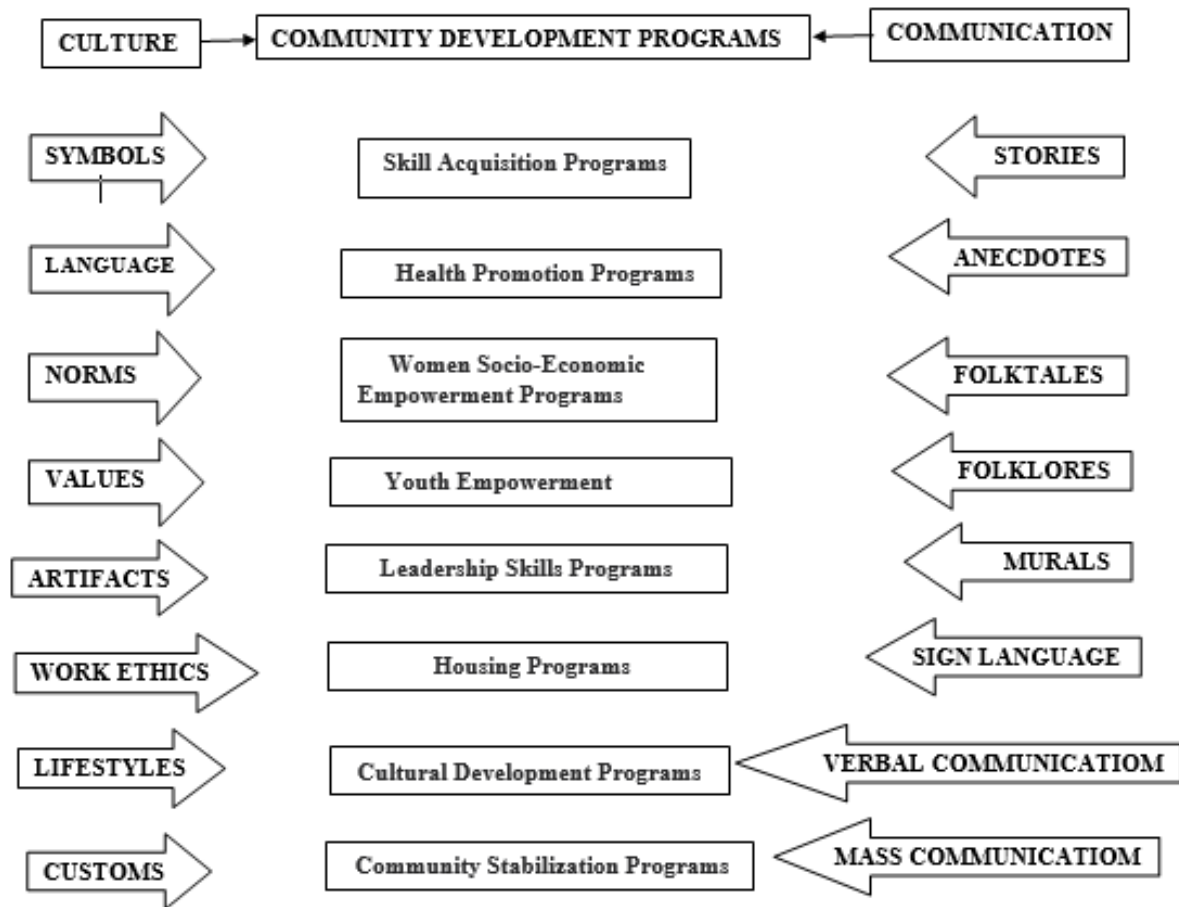 CULTURE
COMMUNITY DEVELOPMENT PROGRAMS
COMMUNICATION
SYMBOLS
Skill Acquisition Programs
STORIES
LANGUAGE
Health Promotion Programs
ANECDOTES
NORMS
Women Socio-Economic
Empowerment Programs
FOLKTALES
VALUES
Youth Empowerment
FOLKLORES
ARTIFACTS
Leadership Skills Programs
MURALS
WORK ETHICS
Housing Programs
SIGN LANGUAGE
LIFESTYLES
Cultural Development Programs
VERBAL COMMUNICATIOM
CUSTOMS
Community Stabilization Programs
MASS COMMUNICATIOM